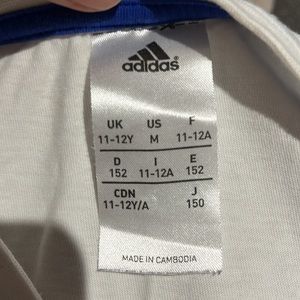 adidas
UK US F
11-12Y M 11-12A
D I E
152 11-12A 152
CDN J
11-12Y/A 150
MADE IN CAMBODIA